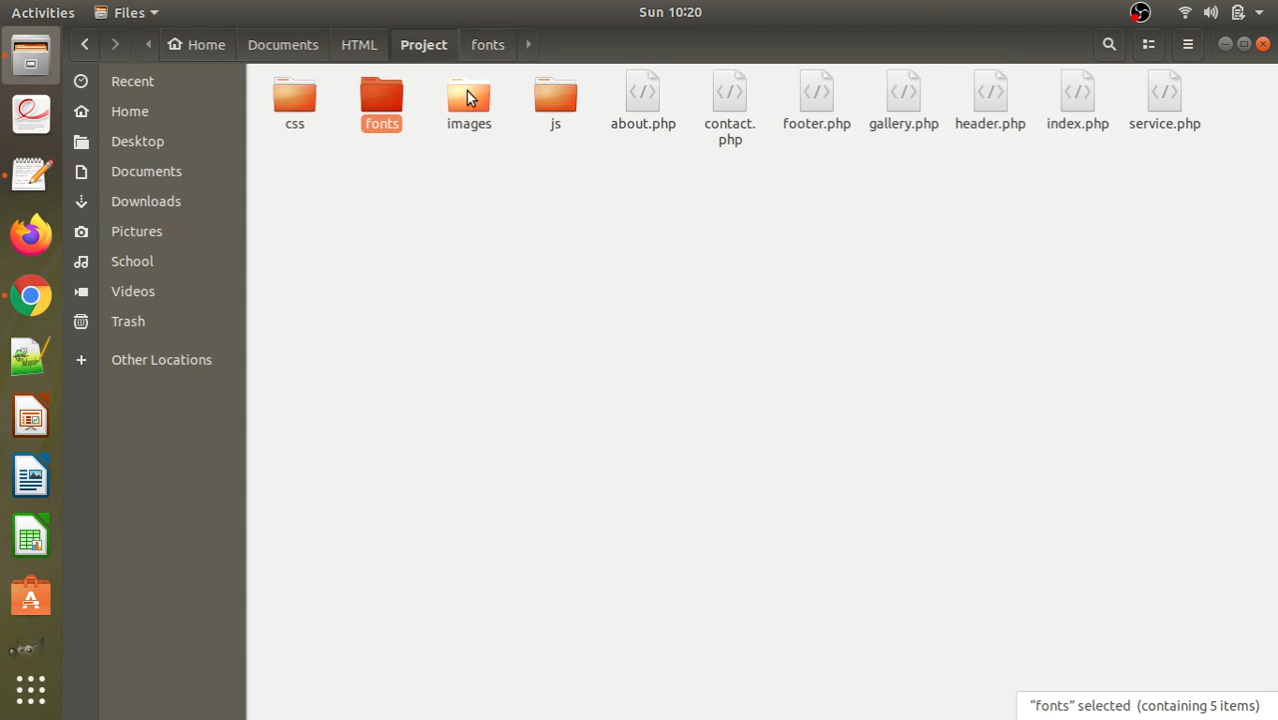 Activities
Files
Sun 10:20
Home
Documents
HTML
Project
fonts
Recent
Home
Desktop
Documents
Downloads
Pictures
School
Videos
Trash
Other Locations
css
fonts
images
js
about.php
contact.
php
footer.php
gallery.php
header.php
index.php
service.php
“fonts” selected (containing 5 items)